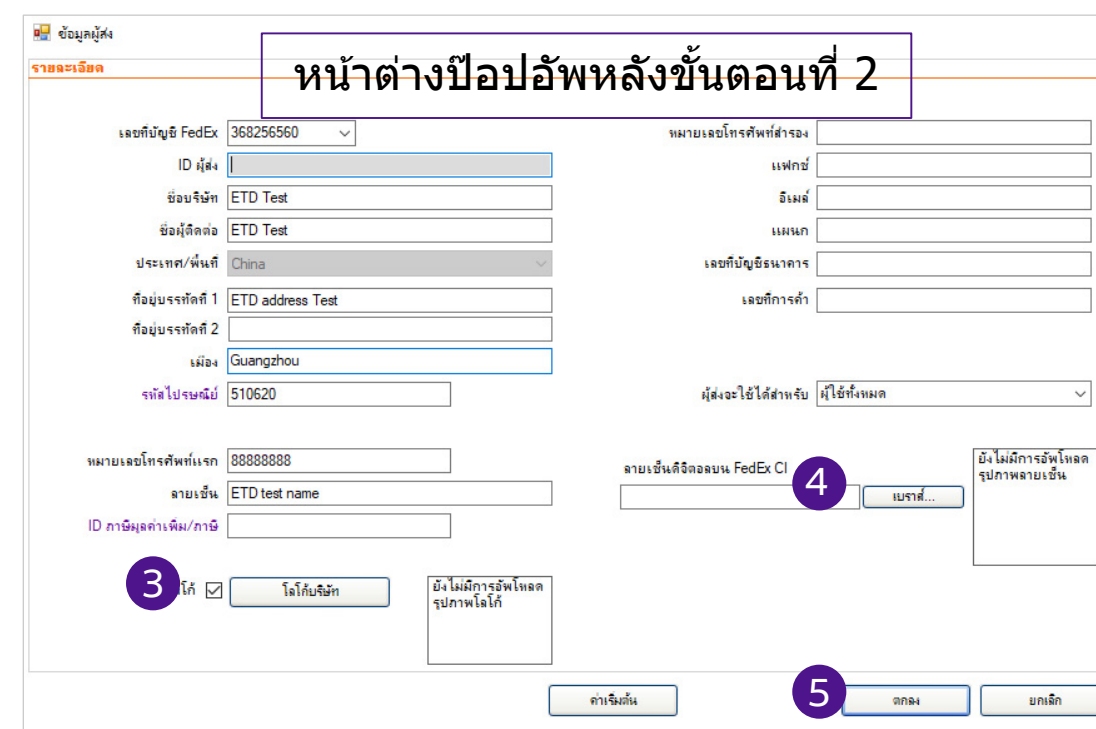 ข้อมูลผู้ส่ง
หน้าต่างป๊อปอัพหลังขั้นตอนที่ 2
รายละเอียด
เลขที่บัญชี FedEx 368256560
ID ผู้ส่ง
ชื่อบริษัท ETD Test
ชื่อผู้ติดต่อ ETD Test
ประเทศ/พื้นที่ China
ที่อยู่บรรทัดที่ 1 ETD address Test
ที่อยู่บรรทัดที่ 2
เมือง Guangzhou
รหัสไปรษณีย์ 510620
หมายเลขโทรศัพท์แรก 88888888
ลายเซ็น ETD test name
ID ภาษีมูลค่าเพิ่ม/ภาษี
หมายเลขโทรศัพท์สำรอง
แฟกซ์
อีเมล์
แผนก
เลขที่บัญชีธนาคาร
เลขที่การค้า
ผู้ส่งจะใช้ได้สำหรับ ผู้ใช้ทั้งหมด
ลายเซ็นดิจิตอลบน FedEx CI
4
เบราส์...
ยังไม่มีการอัพโหลด
รูปภาพลายเซ็น
3
โลโก้บริษัท
ยังไม่มีการอัพโหลด
รูปภาพโลโก้
ค่าเริ่มต้น
5
ตกลง
ยกเลิก